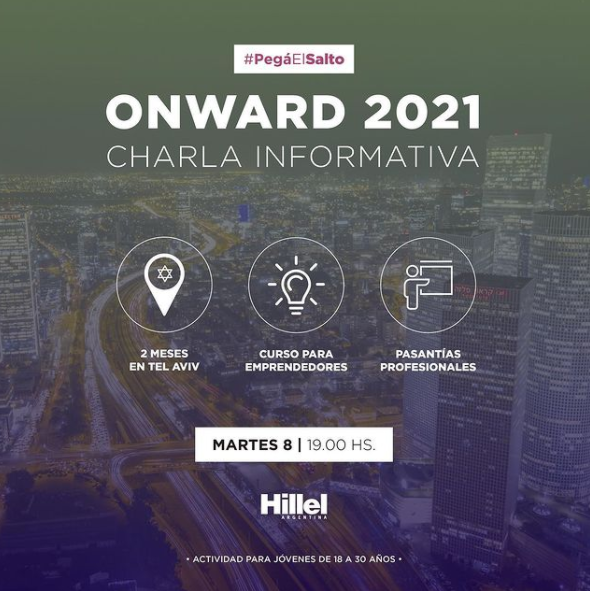 #PegáElSalto
ONWARD 2021
CHARLA INFORMATIVA
2 MESES
EN TEL AVIV
CURSO PARA
EMPRENDEDORES
PASANTÍAS
PROFESIONALES
MARTES 8 | 19.00 HS.
Hillel
ARGENTINA
• ACTIVIDAD PARA JÓVENES DE 18 A 30 AÑOS •